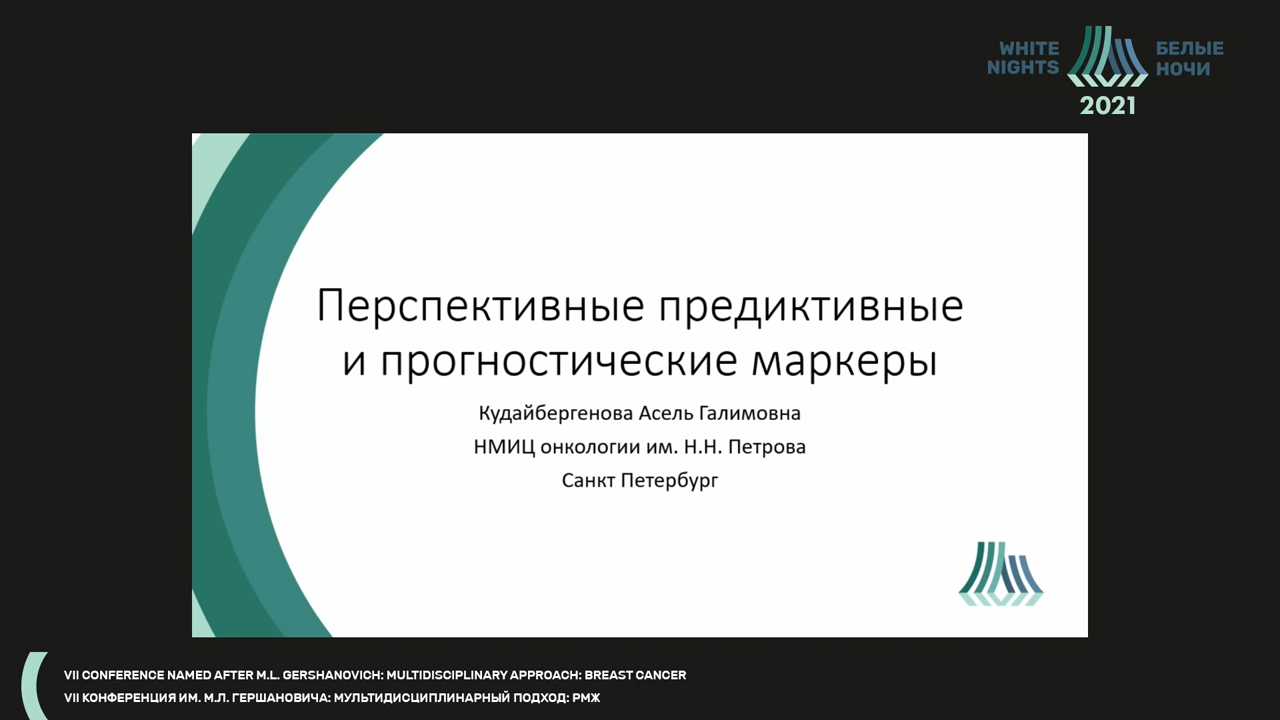 WHITE
NIGHTS
БЕЛЫЕ
НОЧИ
2021
Перспективные предиктивные
и прогностические маркеры
Кудайбергенова Асель Галимовна
НМИЦ онкологии им. Н.Н. Петрова
Санкт Петербург
VII CONFERENCE NAMED AFTER M.L. GERSHANOVICH: MULTIDISCIPLINARY APPROACH: BREAST CANCER
VII КОНФЕРЕНЦИЯ ИМ. М.Л. ГЕРШАНОВИЧА: МУЛЬТИДИСЦИПЛИНАРНЫЙ ПОДХОД: РМЖ